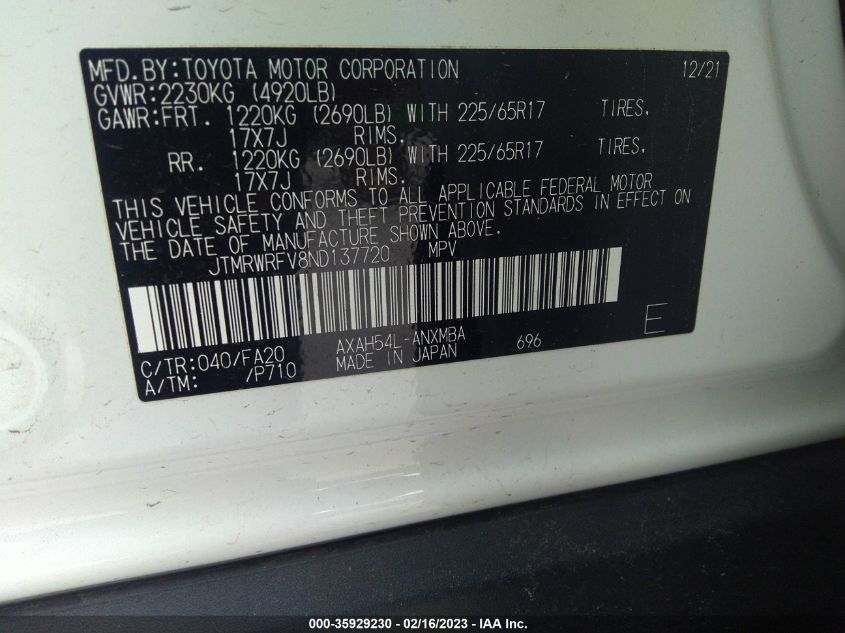 MFD.BY:TOYOTA MOTOR CORPORATION 12/21
GVWR:2230KG (4920LB)
GAWR:FRT. 1220KG (2690LB) WITH 225/65R17 TIRES.
17X7J RIMS.
RR. 1220KG (2690LB) WITH 225/65R17 TIRES.
17X7J RIMS.
THIS VEHICLE CONFORMS TO ALL APPLICABLE FEDERAL MOTOR
VEHICLE SAFETY AND THEFT PREVENTION STANDARDS IN EFFECT ON
THE DATE OF MANUFACTURE SHOWN ABOVE.
JTMRWRFV8ND137720 MPV
C/TR:040/FA20 AXAH54L-ANXMBA 696 E
A/TM: /P710 MADE IN JAPAN
000-35929230 - 02/16/2023 - IAA Inc.